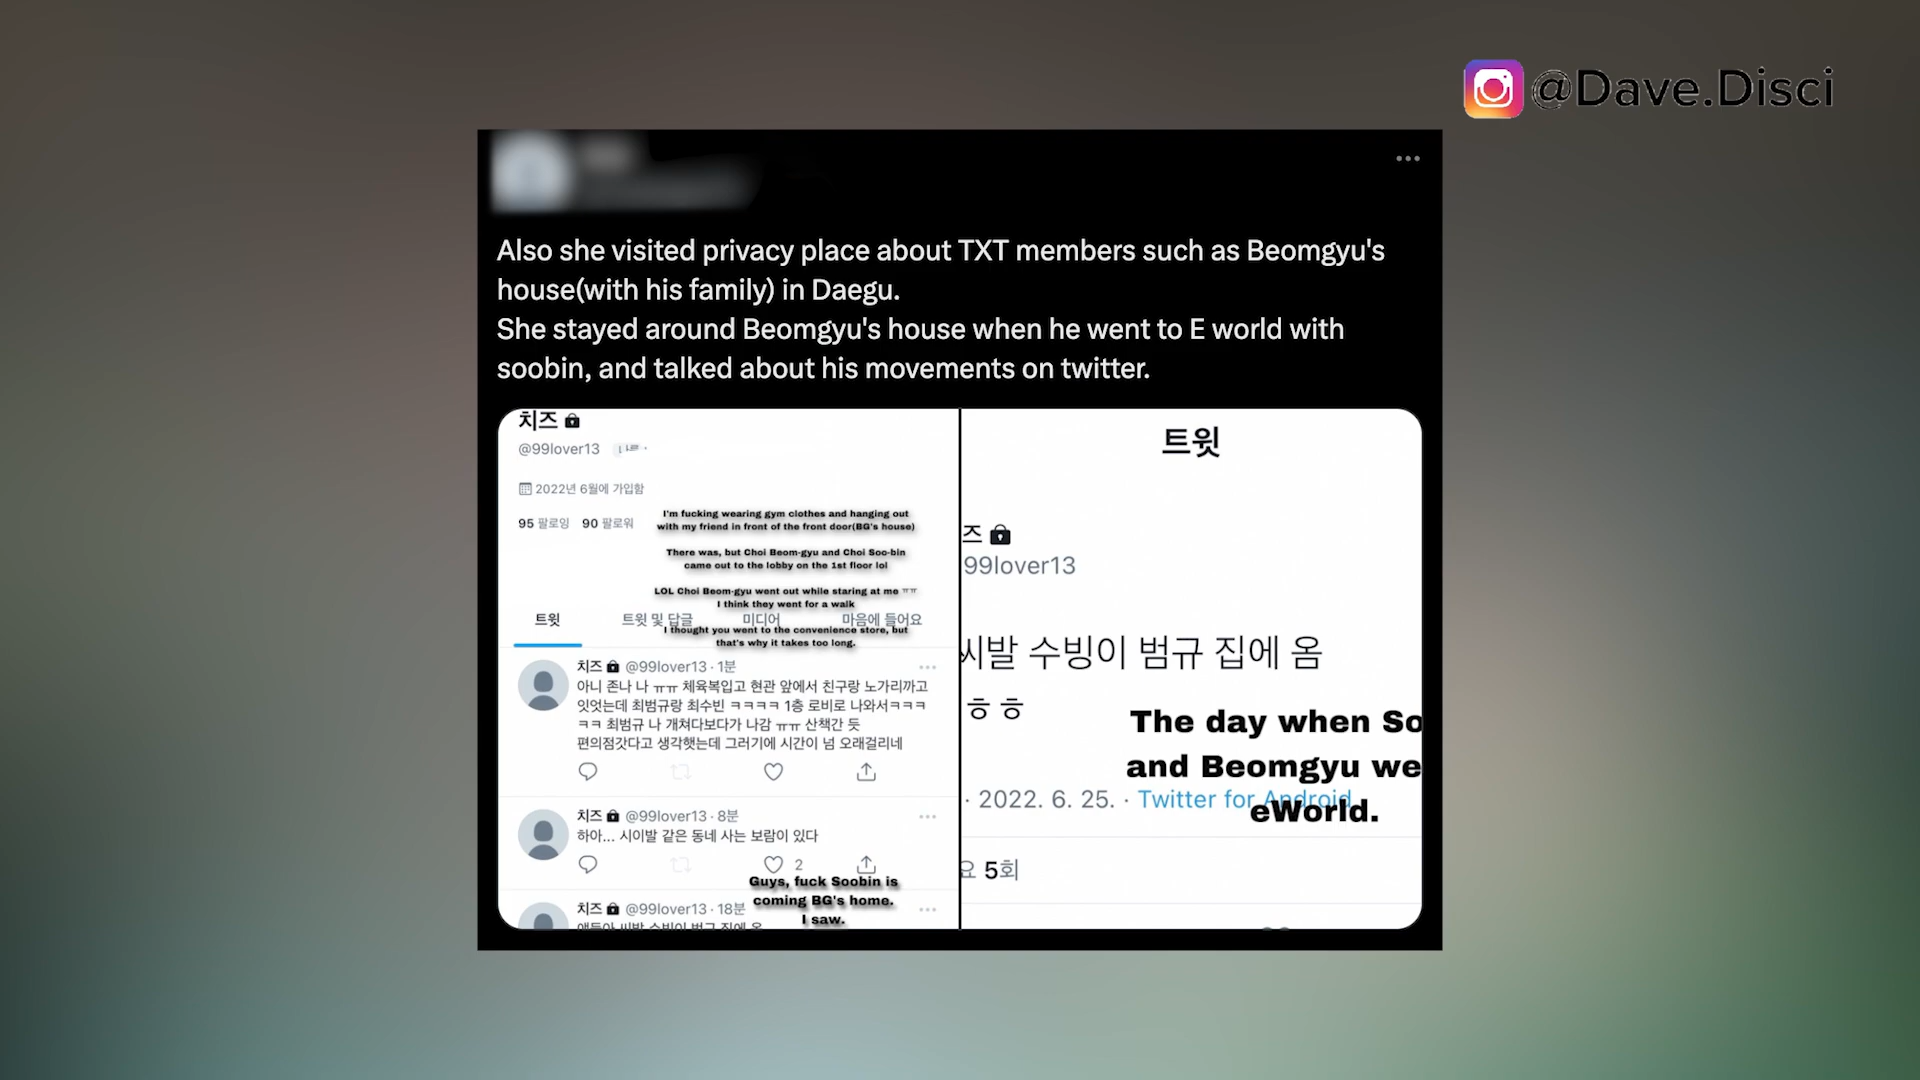 @Dave.Disci
Also she visited privacy place about TXT members such as Beomgyu's
house(with his family) in Daegu.
She stayed around Beomgyu's house when he went to E world with
soobin, and talked about his movements on twitter.
치즈
@99lover13
2022년 6월에 가입함
95 팔로잉 90 팔로워
I'm fucking wearing gym clothes and hanging out
with my friend in front of the front door(BG's house)
There was, but Choi Beom-gyu and Choi Soo-bin
came out to the lobby on the 1st floor lol
LOL Choi Beom-gyu went out while staring at me ㅠㅠ
I think they went for a walk
트윗 트윗 및 답글 미디어 마음에 들어요
I thought you went to the convenience store, but
that's why it takes too long.
치즈 @99lover13 · 1분
아니 존나 나 ㅠㅠ 체육복입고 현관 앞에서 친구랑 노가리까고
잇엇는데 최범규랑 최수빈 ㅋㅋㅋㅋ 1층 로비로 나와서ㅋㅋㅋ
ㅋㅋ 최범규 나 개쳐다보다가 나감 ㅠㅠ 산책간 듯
편의점갓다고 생각햇는데 그러기에 시간이 넘 오래걸리네
치즈 @99lover13 · 8분
하아... 시이발 같은 동네 사는 보람이 있다
2
Guys, fuck Soobin is
coming BG's home.
I saw.
치즈 @99lover13 · 18분
얘들아 씨발 수빙이 범규 집에 옴
트윗
즈
99lover13
씨발 수빙이 범규 집에 옴
ㅎㅎ
The day when So
and Beomgyu we
eWorld.
· 2022. 6. 25. · Twitter for Android
요 5회